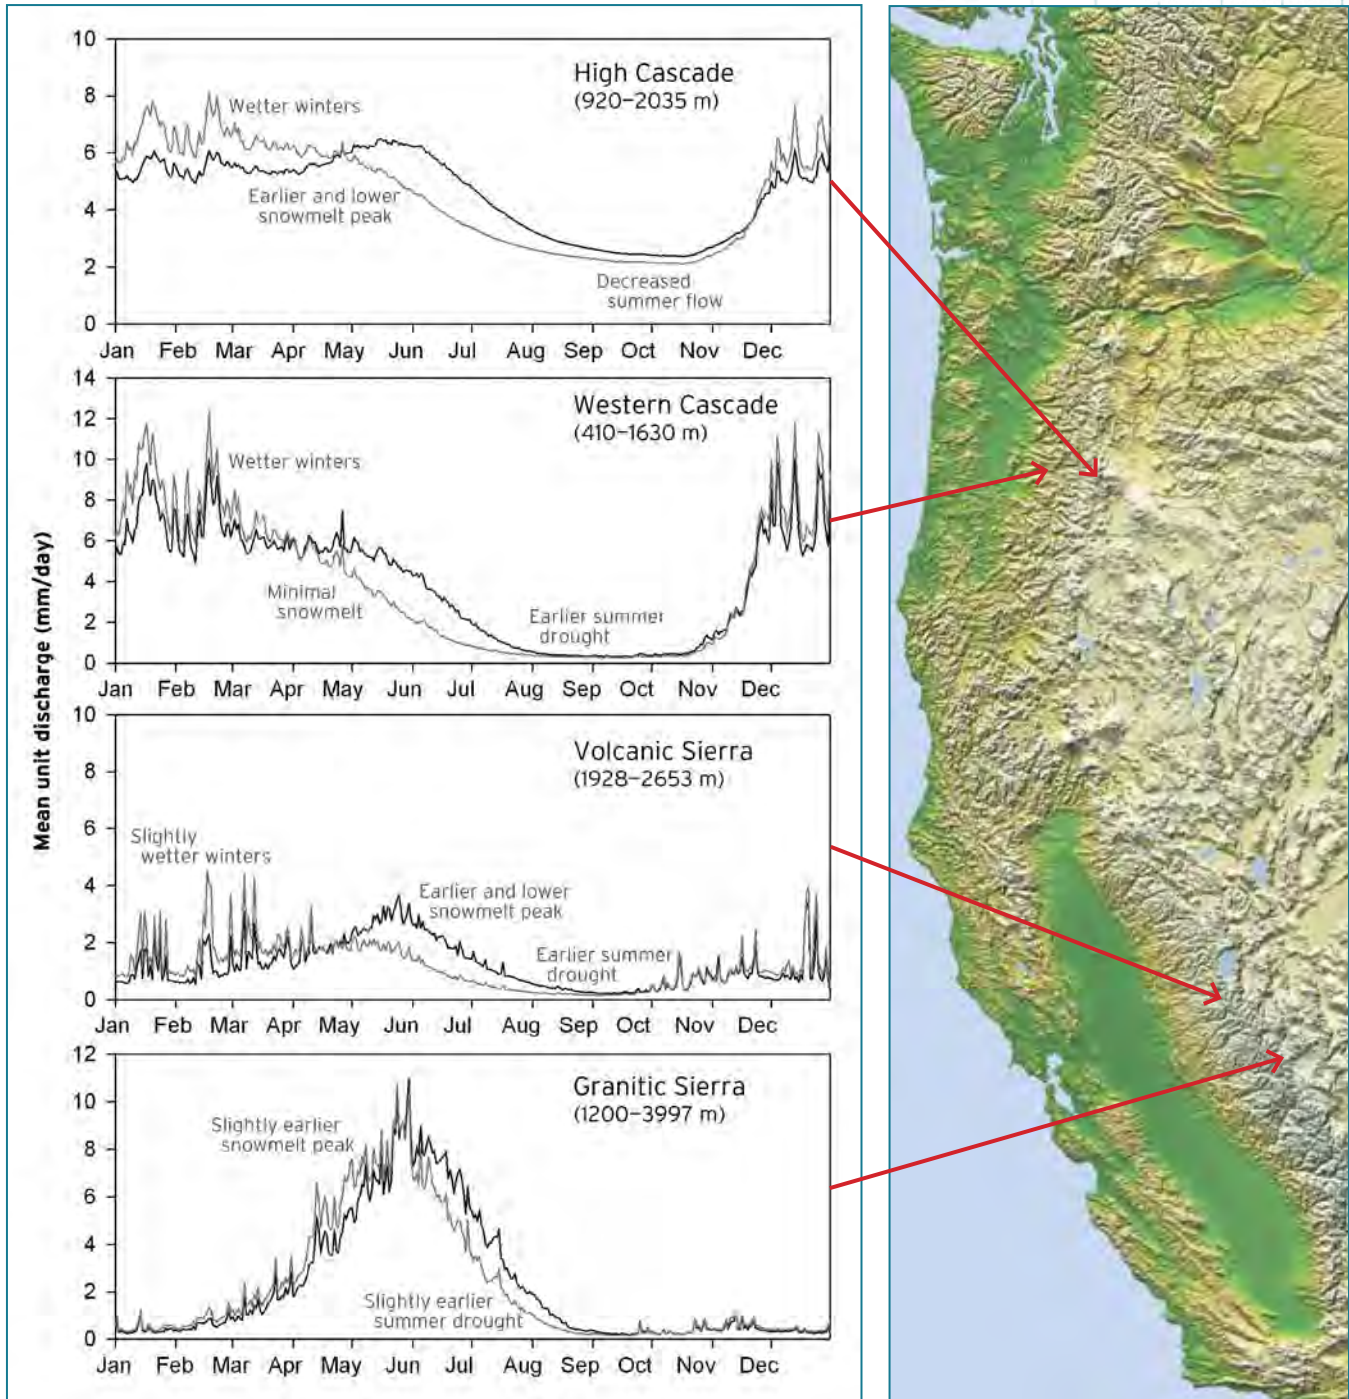 Mean unit discharge (mm/day)
10
8
6
4
2
0
High Cascade
(920–2035 m)
Wetter winters
Earlier and lower
snowmelt peak
Decreased
summer flow
Jan Feb Mar Apr May Jun Jul Aug Sep Oct Nov Dec
14
12
10
8
6
4
2
0
Western Cascade
(410–1630 m)
Wetter winters
Minimal
snowmelt
Earlier summer
drought
Jan Feb Mar Apr May Jun Jul Aug Sep Oct Nov Dec
10
8
6
4
2
0
Volcanic Sierra
(1928–2653 m)
Slightly
wetter winters
Earlier and lower
snowmelt peak
Earlier summer
drought
Jan Feb Mar Apr May Jun Jul Aug Sep Oct Nov Dec
12
10
8
6
4
2
0
Granitic Sierra
(1200–3997 m)
Slightly earlier
snowmelt peak
Slightly earlier
summer drought
Jan Feb Mar Apr May Jun Jul Aug Sep Oct Nov Dec